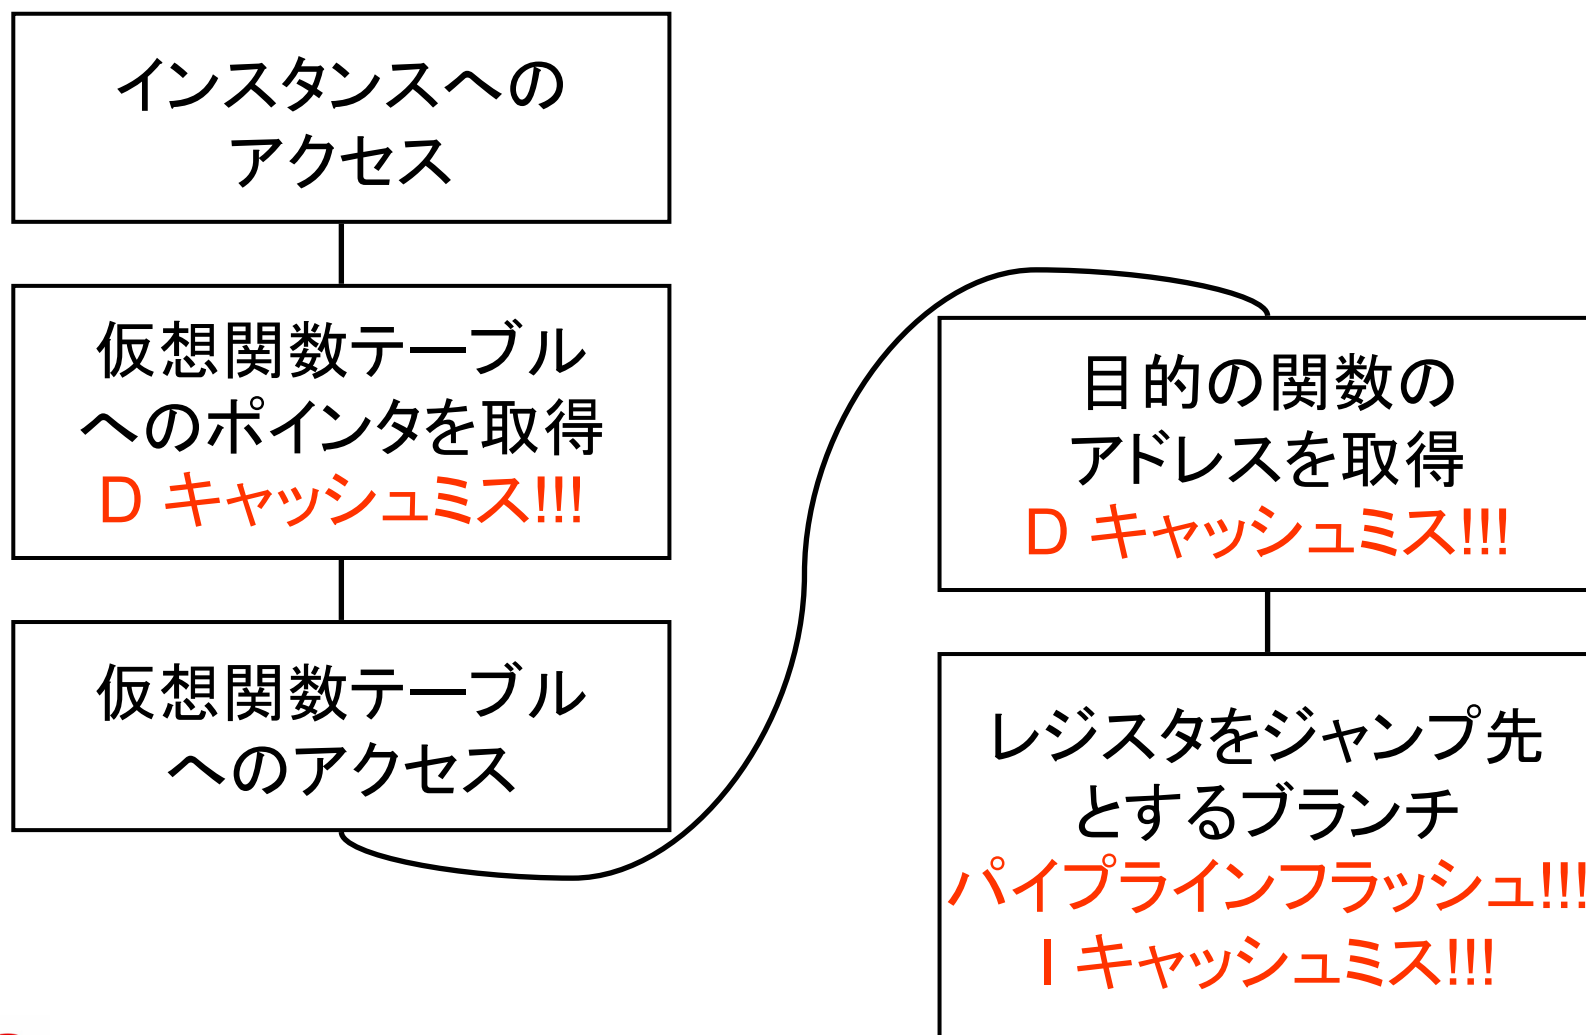 インスタンスへの
アクセス
仮想関数テーブル
へのポインタを取得
D キャッシュミス!!!
仮想関数テーブル
へのアクセス
目的の関数の
アドレスを取得
D キャッシュミス!!!
レジスタをジャンプ先
とするブランチ
パイプラインフラッシュ!!!
I キャッシュミス!!!